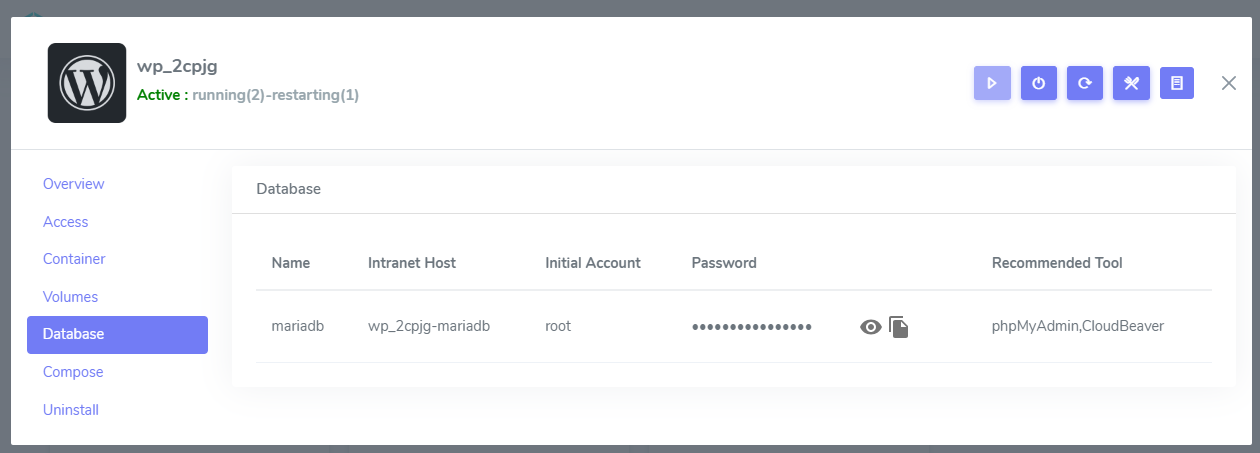 wp_2cpjg
Active : running(2)-restarting(1)
Overview
Access
Container
Volumes
Database
Compose
Uninstall
Database
Name Intranet Host Initial Account Password Recommended Tool
mariadb wp_2cpjg-mariadb root •••••••••••••••• phpMyAdmin,CloudBeaver